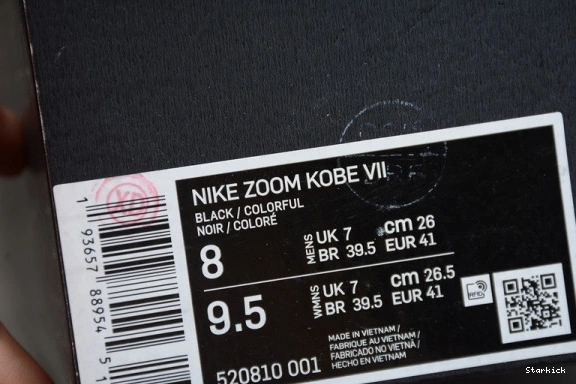 NIKE ZOOM KOBE VII
BLACK / COLORFUL
NOIR / COLORÉ
8
MENS
UK 7
cm 26
BR 39.5
EUR 41
9.5
WMNS
UK 7
cm 26.5
BR 39.5
EUR 41
RFID
MADE IN VIETNAM /
FABRIQUE AU VIETNAM /
FABRICADO NO VIETNÃ /
HECHO EN VIETNAM
520810 001
1 93657 88954 5
XD
Starkick